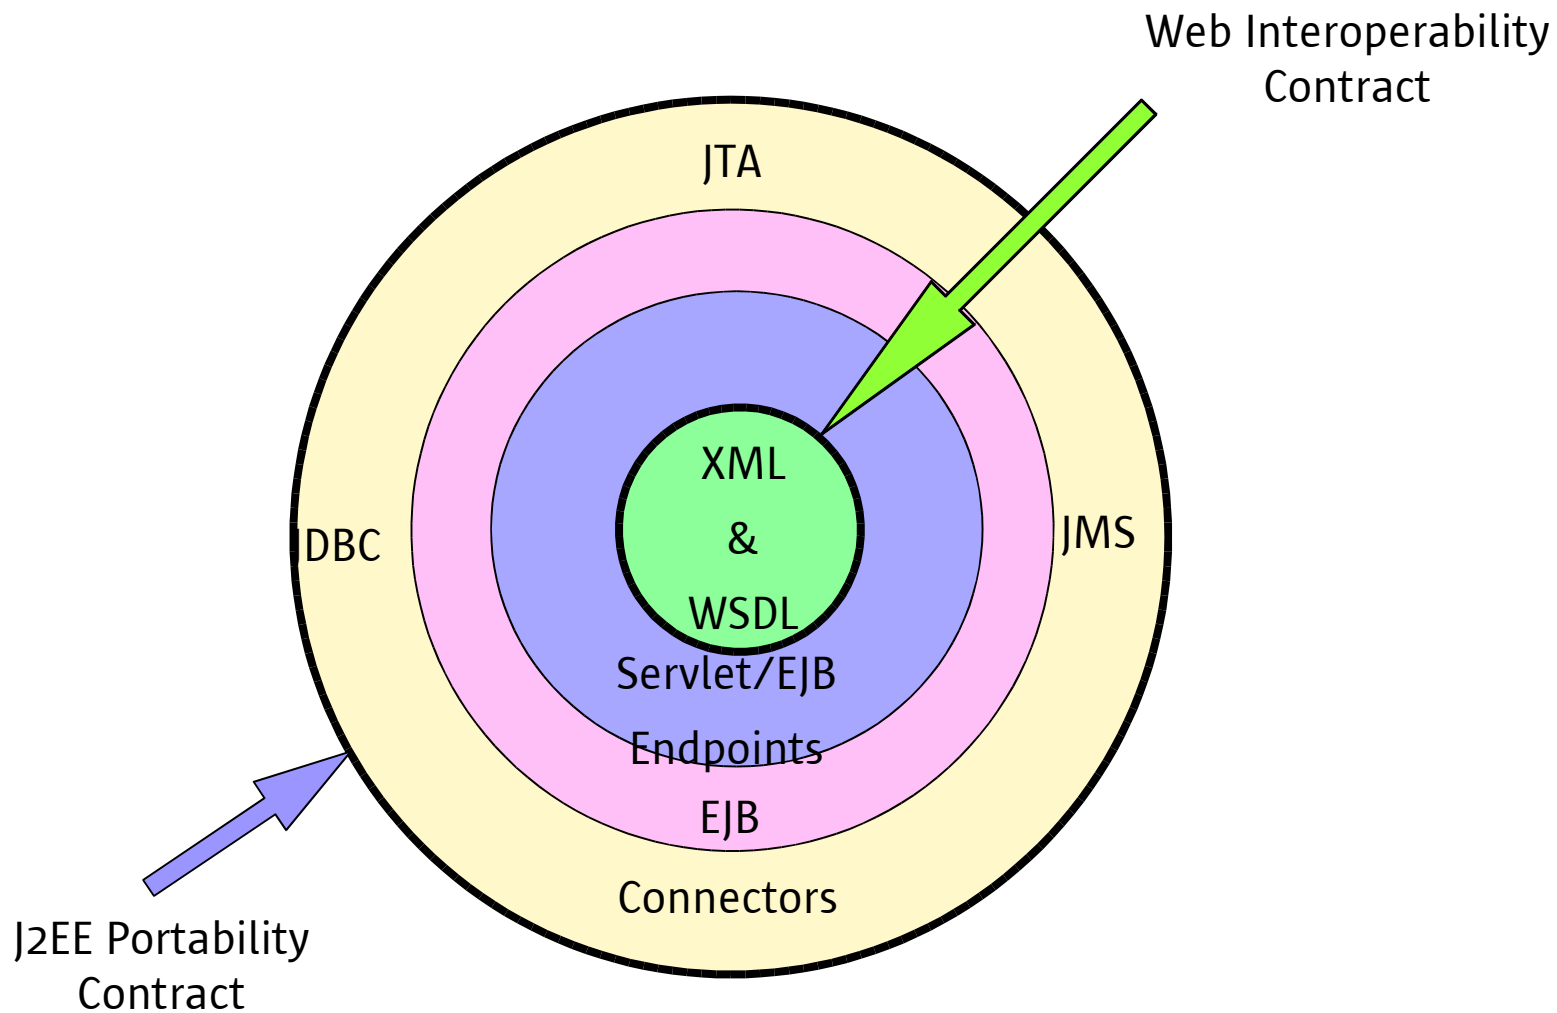 Web Interoperability
Contract
JTA
XML
&
WSDL
JDBC
JMS
Servlet/EJB
Endpoints
EJB
Connectors
J2EE Portability
Contract